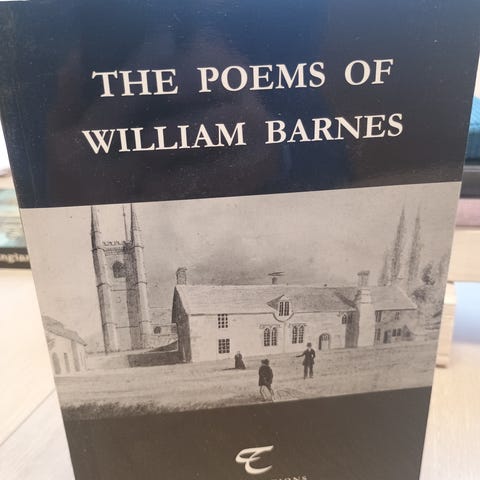 THE POEMS OF
WILLIAM BARNES